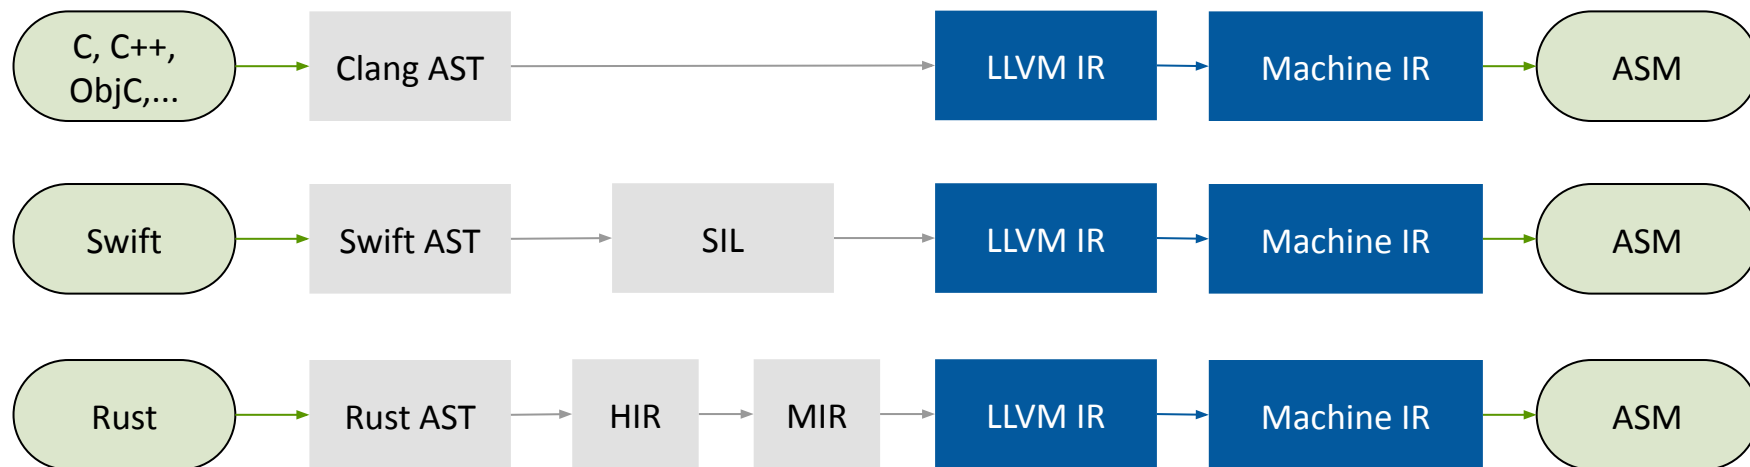 C, C++,
ObjC,...
Clang AST
LLVM IR
Machine IR
ASM
Swift
Swift AST
SIL
LLVM IR
Machine IR
ASM
Rust
Rust AST
HIR
MIR
LLVM IR
Machine IR
ASM